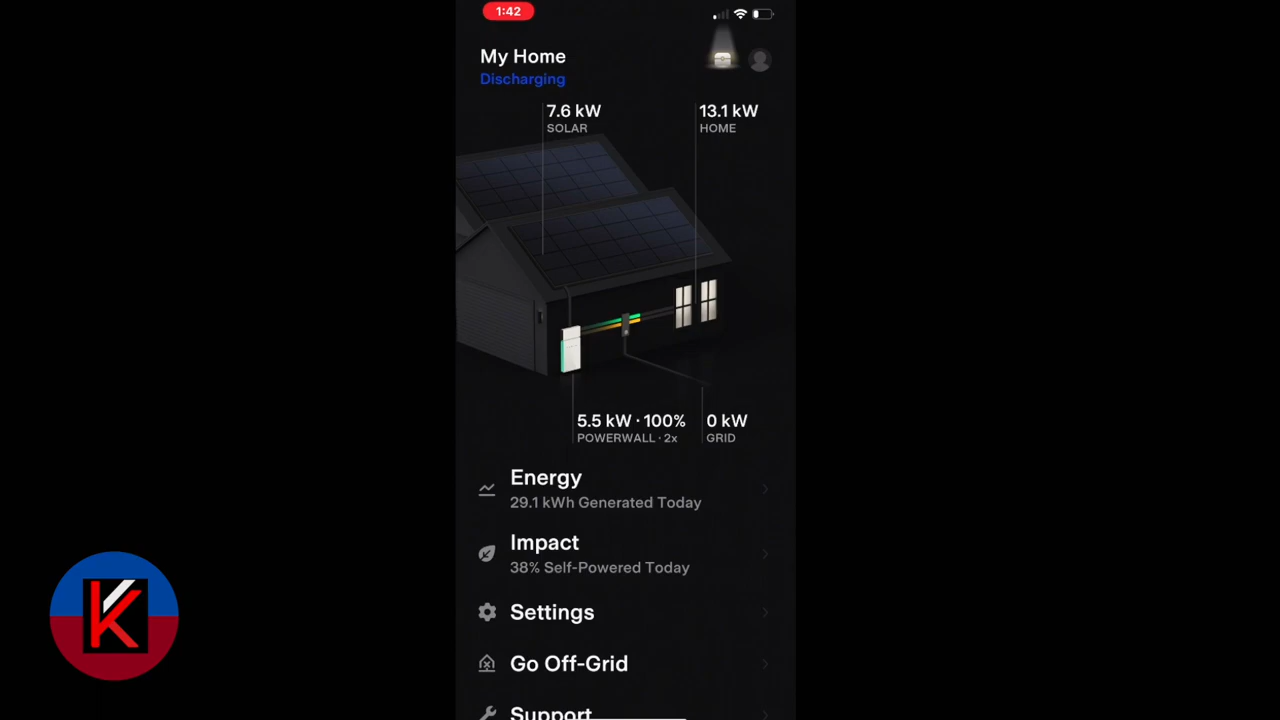 1:42
My Home
Discharging
7.6 kW
SOLAR
13.1 kW
HOME
5.5 kW · 100%
POWERWALL · 2x
0 kW
GRID
Energy
29.1 kWh Generated Today
Impact
38% Self-Powered Today
Settings
Go Off-Grid
Support
K